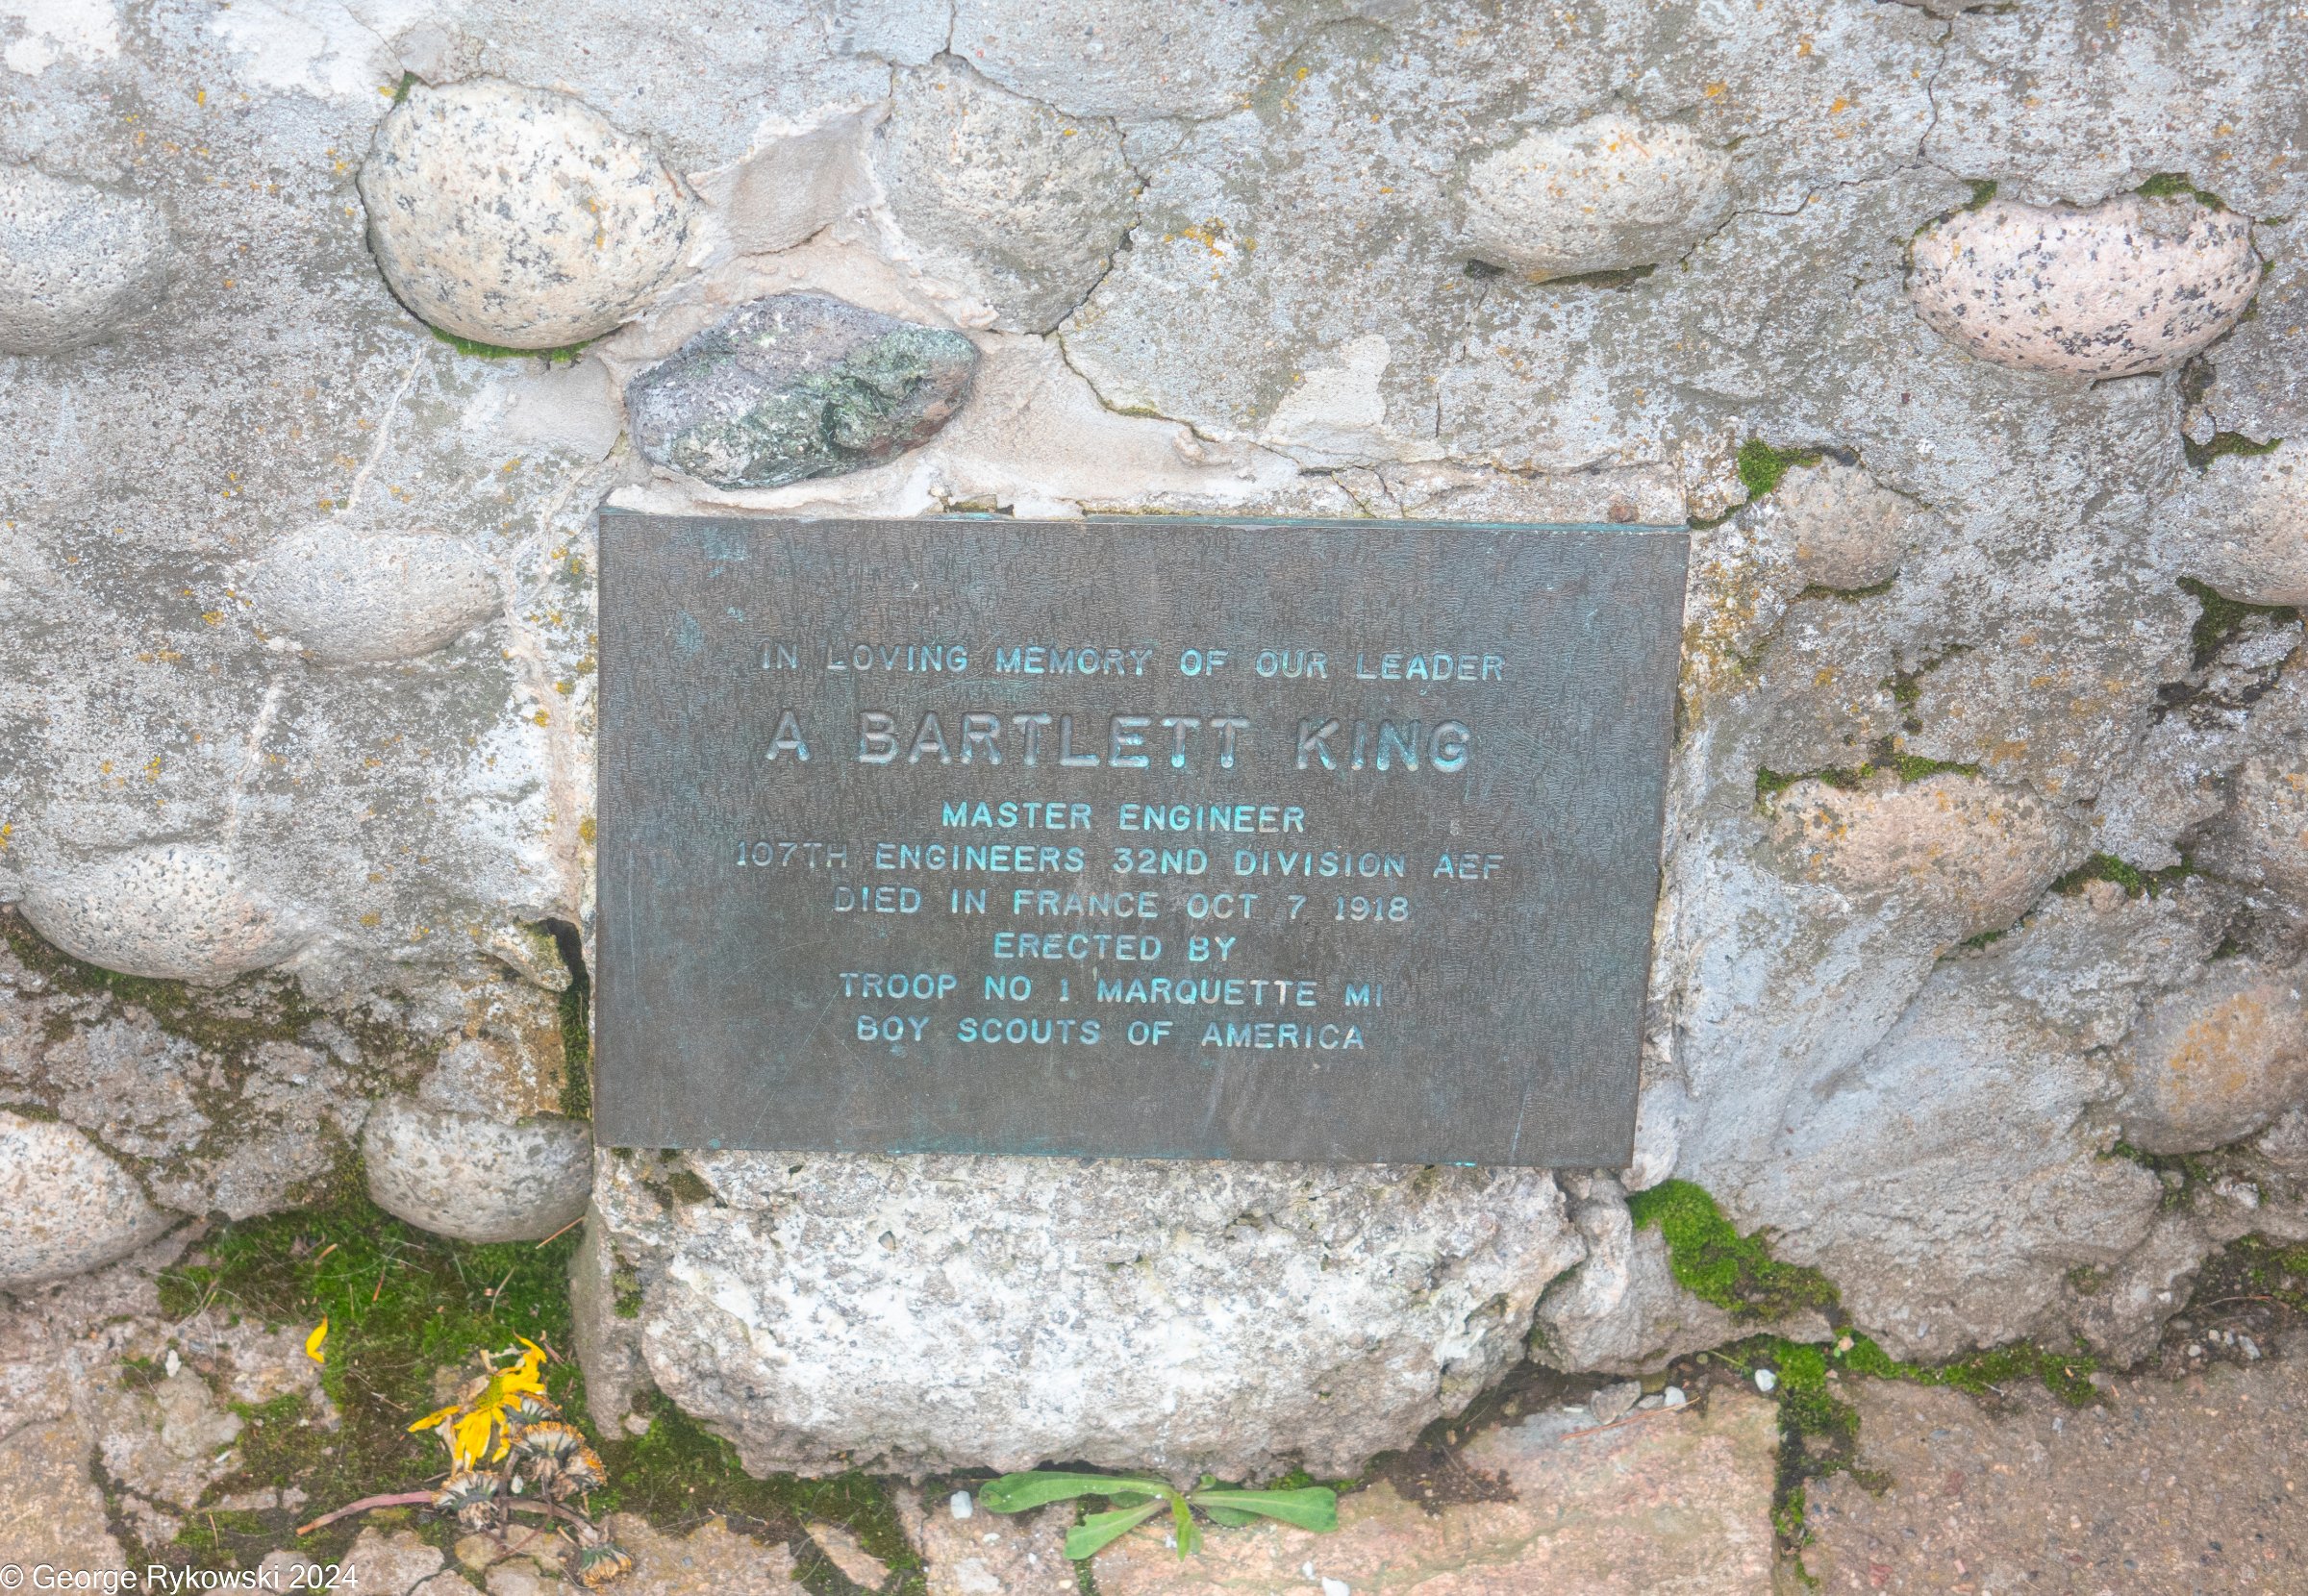 IN LOVING MEMORY OF OUR LEADER
A BARTLETT KING
MASTER ENGINEER
107TH ENGINEERS 32ND DIVISION AEF
DIED IN FRANCE OCT 7 1918
ERECTED BY
TROOP NO 1 MARQUETTE MI
BOY SCOUTS OF AMERICA
© George Rykowski 2024